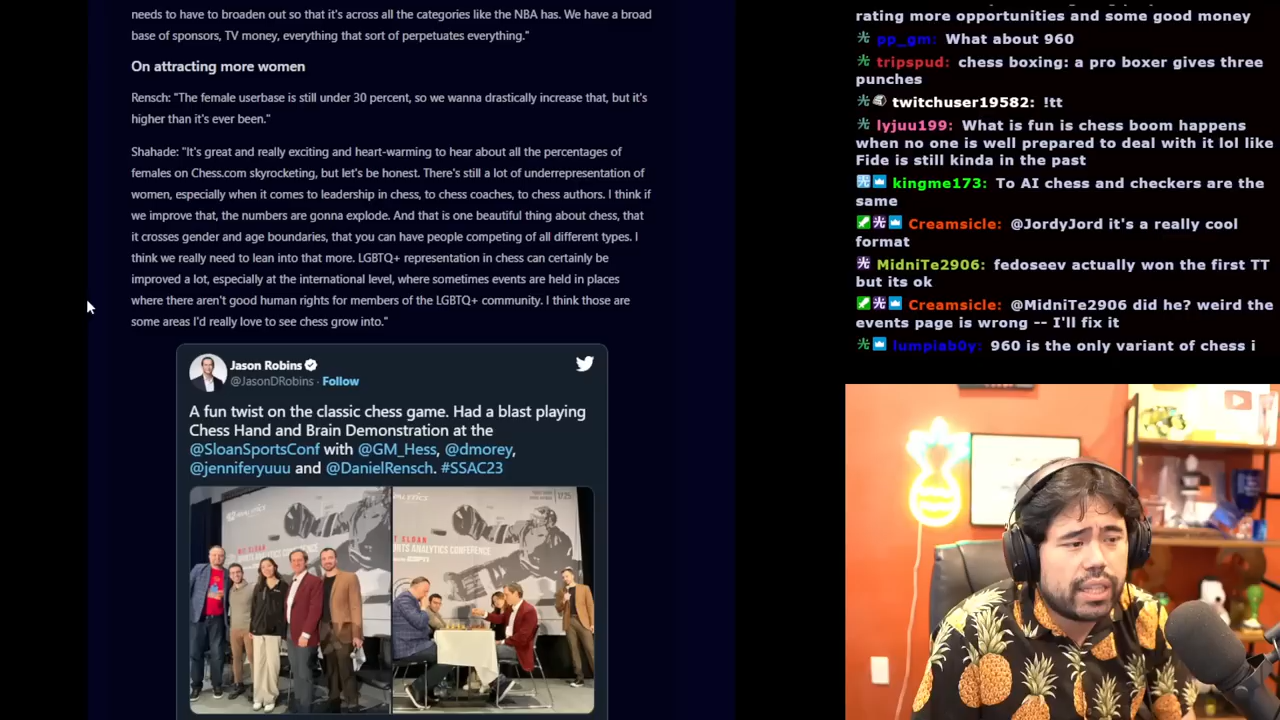 needs to have to broaden out so that it's across all the categories like the NBA has. We have a broad
base of sponsors, TV money, everything that sort of perpetuates everything."
On attracting more women
Rensch: "The female userbase is still under 30 percent, so we wanna drastically increase that, but it's
higher than it's ever been."
Shahade: "It's great and really exciting and heart-warming to hear about all the percentages of
females on Chess.com skyrocketing, but let's be honest. There's still a lot of underrepresentation of
women, especially when it comes to leadership in chess, to chess coaches, to chess authors. I think if
we improve that, the numbers are gonna explode. And that is one beautiful thing about chess, that
it crosses gender and age boundaries, that you can have people competing of all different types. I
think we really need to lean into that more. LGBTQ+ representation in chess can certainly be
improved a lot, especially at the international level, where sometimes events are held in places
where there aren't good human rights for members of the LGBTQ+ community. I think those are
some areas I'd really love to see chess grow into."
Jason Robins
@JasonDRobins · Follow
A fun twist on the classic chess game. Had a blast playing
Chess Hand and Brain Demonstration at the
@SloanSportsConf with @GM_Hess, @dmorey,
@jenniferyuuu and @DanielRensch. #SSAC23
SLOAN
SPORTS ANALYTICS CONFERENCE
T SLOAN
ORTS ANALYTICS CONFERENCE
ESPN
1725
rating more opportunities and some good money
pp_gm: What about 960
tripspud: chess boxing: a pro boxer gives three
punches
twitchuser19582: !tt
lyjuu199: What is fun is chess boom happens
when no one is well prepared to deal with it lol like
Fide is still kinda in the past
kingme173: To AI chess and checkers are the
same
Creamsicle: @JordyJord it's a really cool
format
MidniTe2906: fedoseev actually won the first TT
but its ok
Creamsicle: @MidniTe2906 did he? weird the
events page is wrong -- I'll fix it
lumpiab0y: 960 is the only variant of chess i